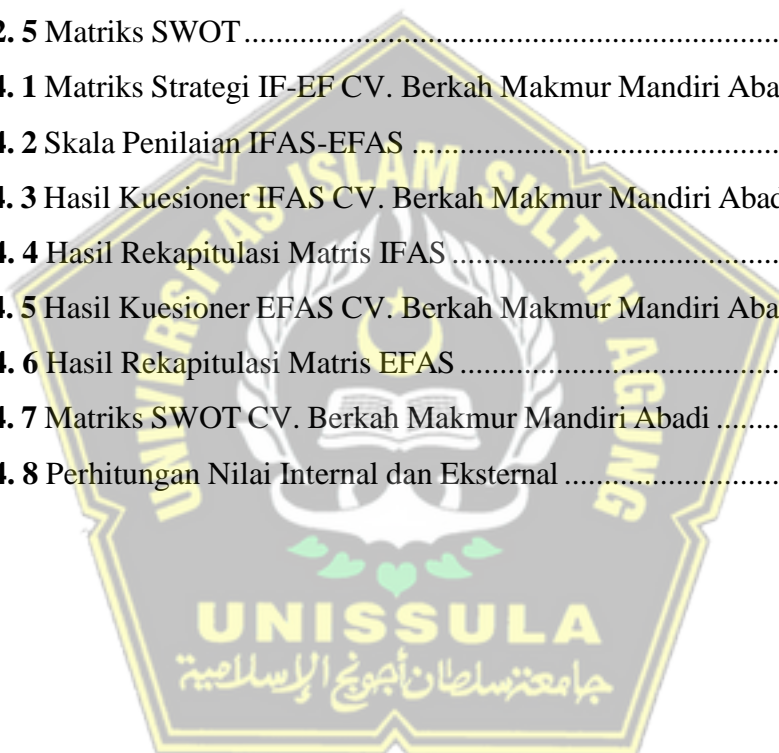 2. 5 Matriks SWOT
4. 1 Matriks Strategi IF-EF CV. Berkah Makmur Mandiri Aba
4. 2 Skala Penilaian IFAS-EFAS
4. 3 Hasil Kuesioner IFAS CV. Berkah Makmur Mandiri Abad
4. 4 Hasil Rekapitulasi Matris IFAS
4. 5 Hasil Kuesioner EFAS CV. Berkah Makmur Mandiri Aba
4. 6 Hasil Rekapitulasi Matris EFAS
4. 7 Matriks SWOT CV. Berkah Makmur Mandiri Abadi
4. 8 Perhitungan Nilai Internal dan Eksternal
UNIVERSITAS ISLAM SULTAN AGUNG
UNISSULA
جامعتنسلطان أجونج الإسلامية